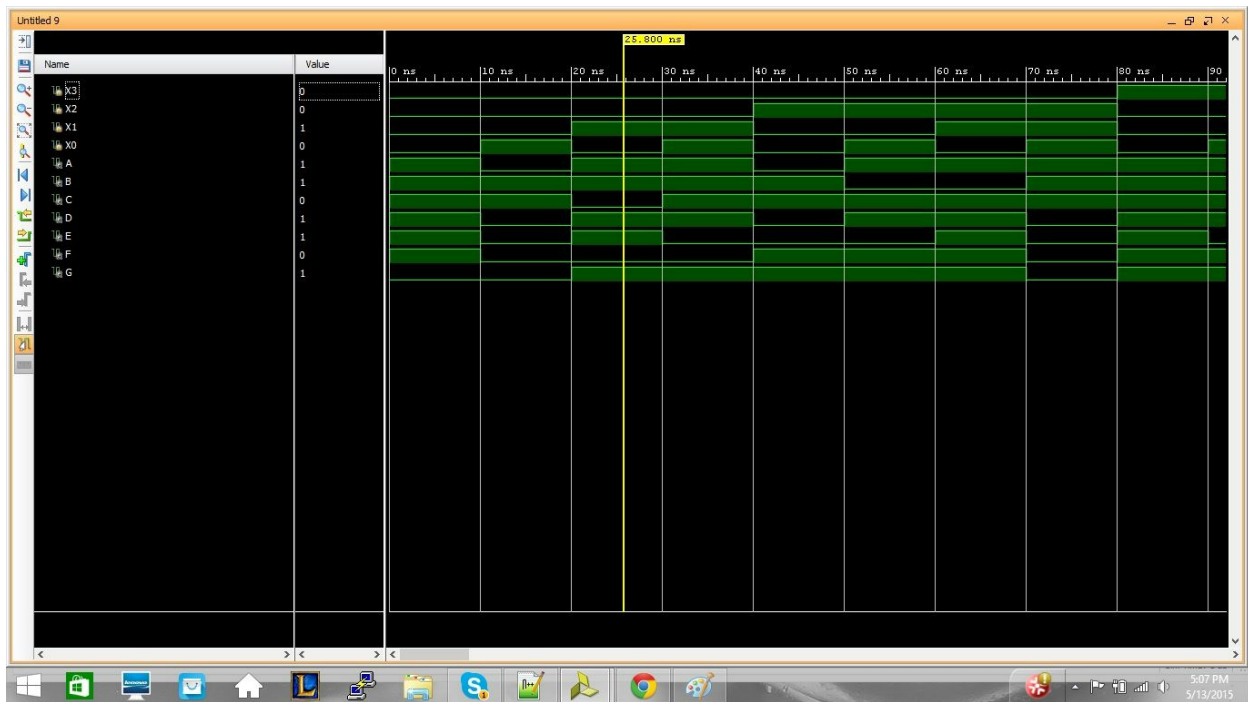 Untitled 9
25.800 ns
Name Value
0 ns 10 ns 20 ns 30 ns 40 ns 50 ns 60 ns 70 ns 80 ns 90
X3 0
X2 0
X1 1
X0 0
A 1
B 1
C 0
D 1
E 1
F 0
G 1
5:07 PM
5/13/2015